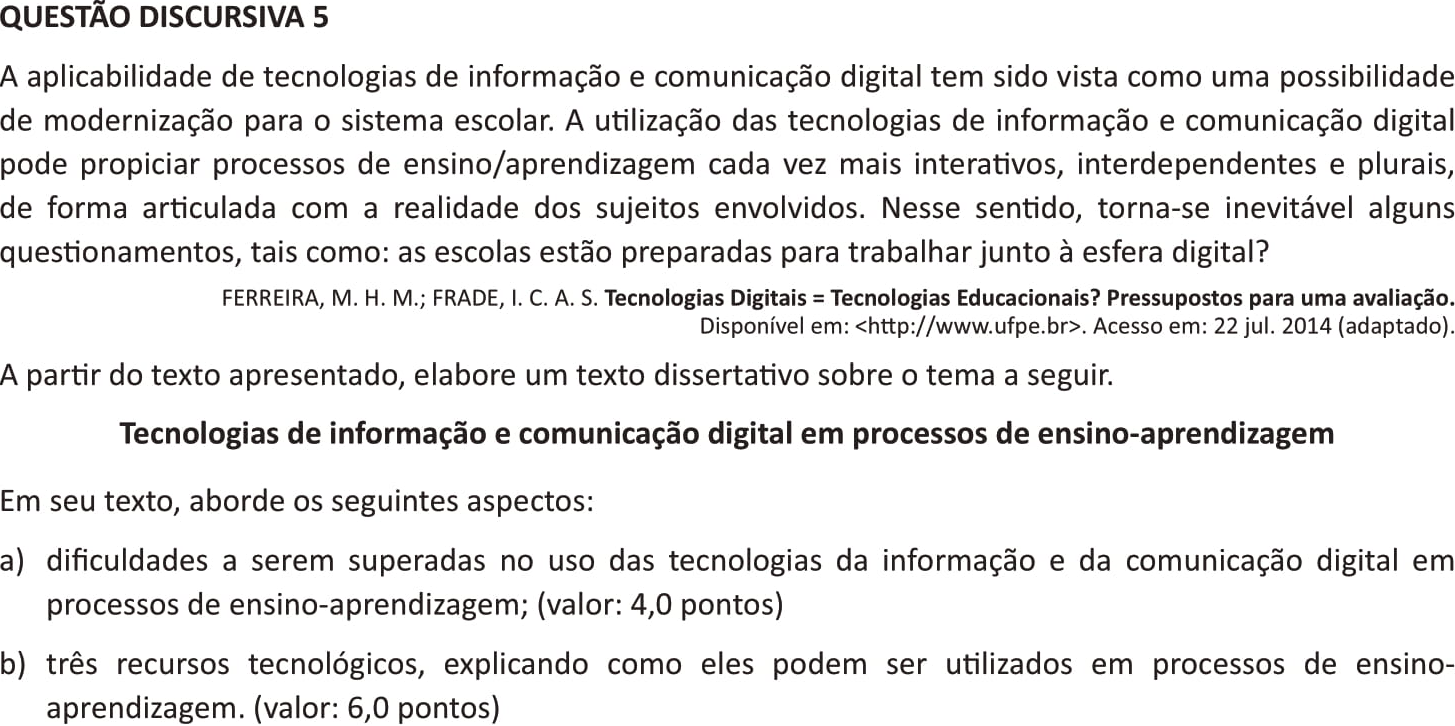 QUESTÃO DISCURSIVA 5
A aplicabilidade de tecnologias de informação e comunicação digital tem sido vista como uma possibilidade
de modernização para o sistema escolar. A utilização das tecnologias de informação e comunicação digital
pode propiciar processos de ensino/aprendizagem cada vez mais interativos, interdependentes e plurais,
de forma articulada com a realidade dos sujeitos envolvidos. Nesse sentido, torna-se inevitável alguns
questionamentos, tais como: as escolas estão preparadas para trabalhar junto à esfera digital?
FERREIRA, M. H. M.; FRADE, I. C. A. S. Tecnologias Digitais = Tecnologias Educacionais? Pressupostos para uma avaliação.
Disponível em: <http://www.ufpe.br>. Acesso em: 22 jul. 2014 (adaptado).
A partir do texto apresentado, elabore um texto dissertativo sobre o tema a seguir.
Tecnologias de informação e comunicação digital em processos de ensino-aprendizagem
Em seu texto, aborde os seguintes aspectos:
a) dificuldades a serem superadas no uso das tecnologias da informação e da comunicação digital em
processos de ensino-aprendizagem; (valor: 4,0 pontos)
b) três recursos tecnológicos, explicando como eles podem ser utilizados em processos de ensino-
aprendizagem. (valor: 6,0 pontos)